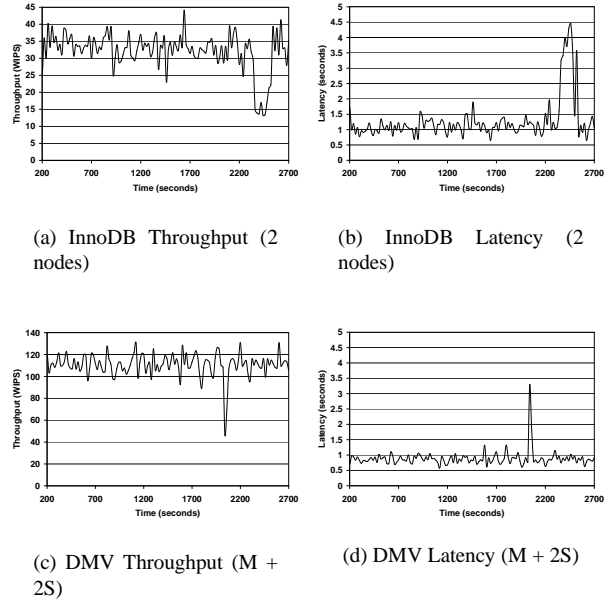 45
40
35
30
25
20
15
10
5
0
Throughput (WIPS)
200 700 1200 1700 2200 2700
Time (seconds)
5
4.5
4
3.5
3
2.5
2
1.5
1
0.5
0
Latency (seconds)
200 700 1200 1700 2200 2700
Time (seconds)
(a) InnoDB Throughput (2
nodes)
(b) InnoDB Latency (2
nodes)
140
120
100
80
60
40
20
0
Throughput (WIPS)
200 700 1200 1700 2200 2700
Time (seconds)
5
4.5
4
3.5
3
2.5
2
1.5
1
0.5
0
Latency (seconds)
200 700 1200 1700 2200 2700
Time (seconds)
(c) DMV Throughput (M +
2S)
(d) DMV Latency (M + 2S)